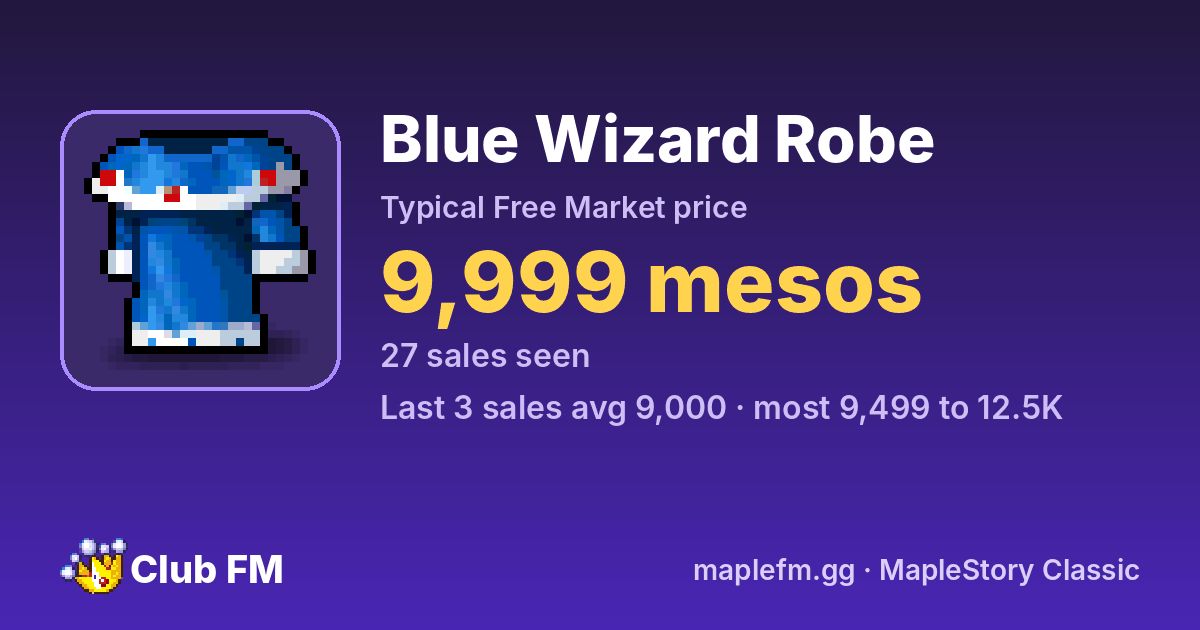 Blue Wizard Robe
Typical Free Market price
9,999 mesos
27 sales seen
Last 3 sales avg 9,000 · most 9,499 to 12.5K
Club FM
maplefm.gg · MapleStory Classic